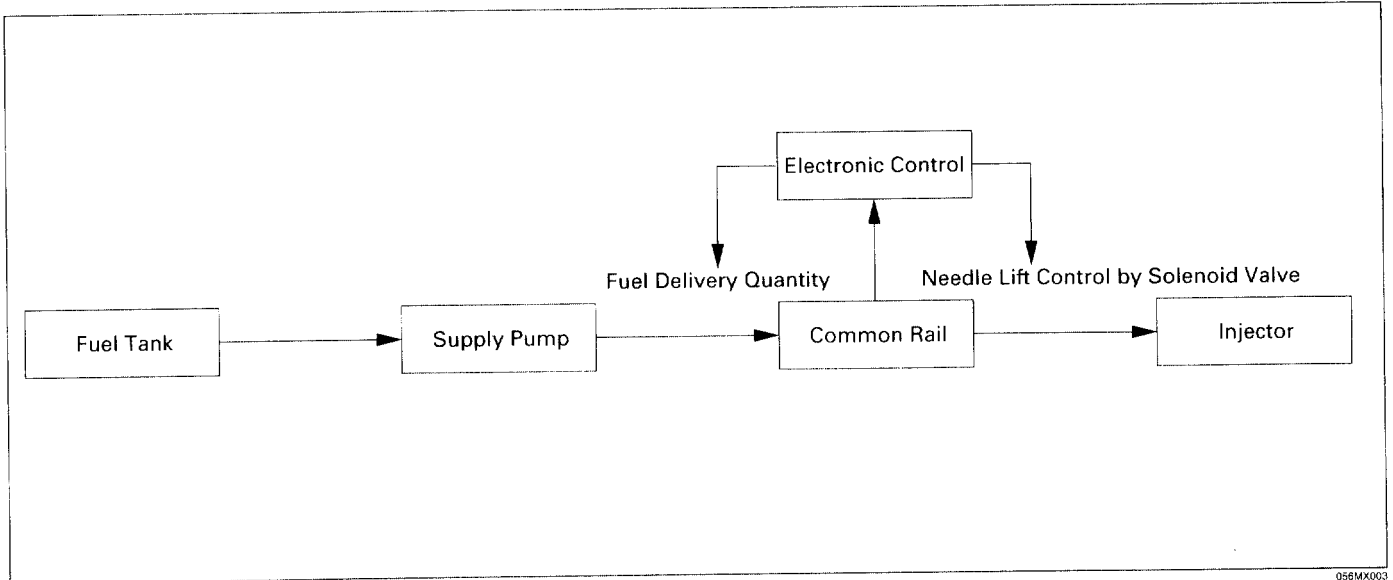 Electronic Control
Fuel Delivery Quantity
Needle Lift Control by Solenoid Valve
Fuel Tank
Supply Pump
Common Rail
Injector
056MX003